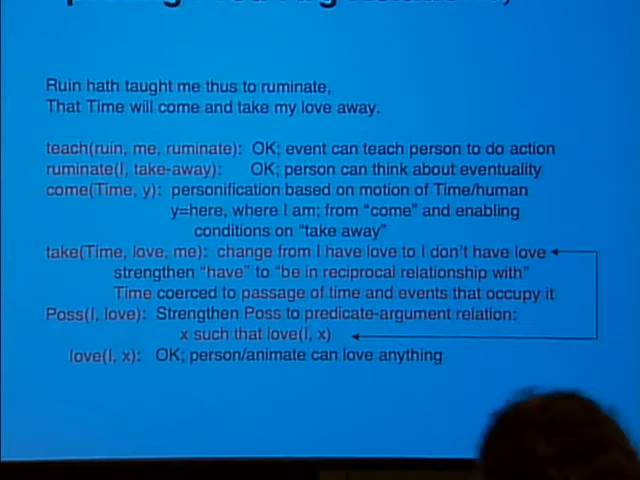 Ruin hath taught me thus to ruminate,
That Time will come and take my love away.
teach(ruin, me, ruminate): OK; event can teach person to do action
ruminate(I, take-away): OK; person can think about eventuality
come(Time, y): personification based on motion of Time/human
y=here, where I am; from “come” and enabling
conditions on “take away”
take(Time, love, me): change from I have love to I don’t have love
strengthen “have” to “be in reciprocal relationship with”
Time coerced to passage of time and events that occupy it
Poss(I, love): Strengthen Poss to predicate-argument relation:
x such that love(I, x)
love(I, x): OK; person/animate can love anything